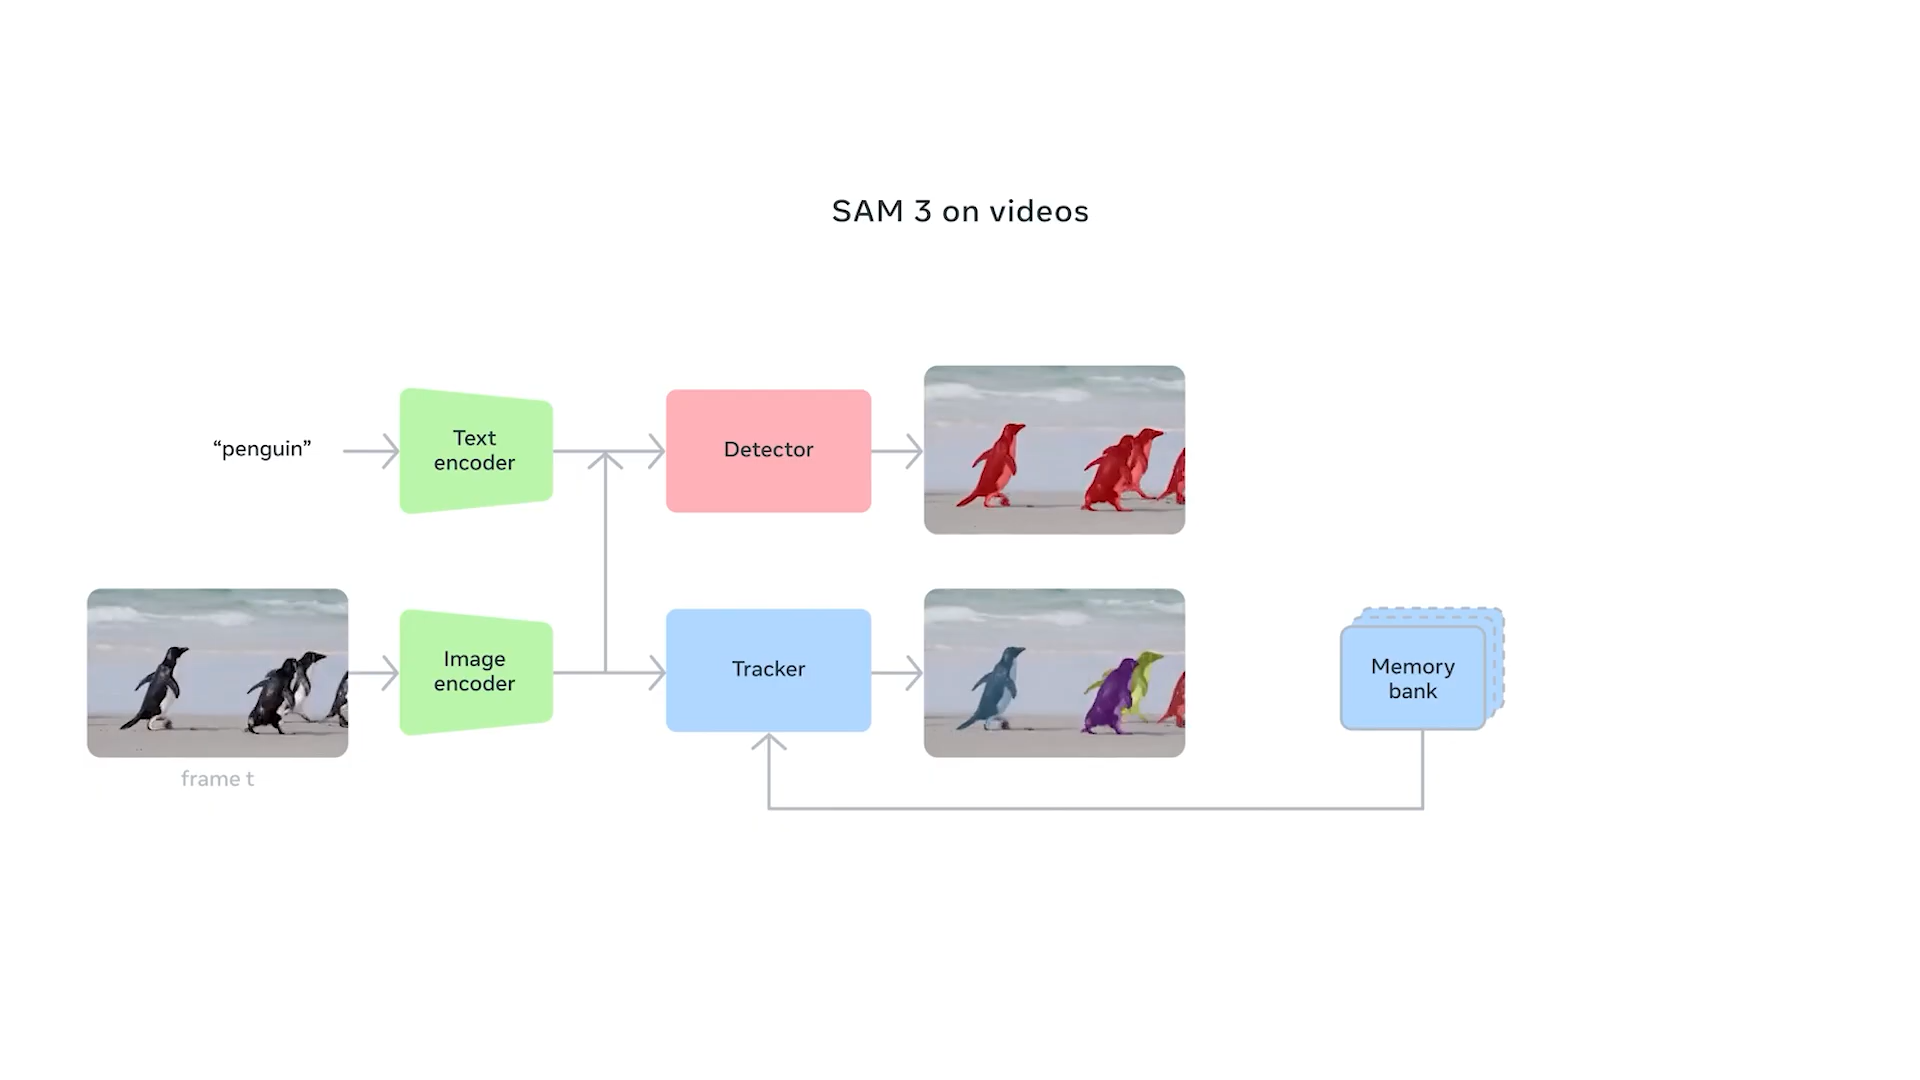 SAM 3 on videos
“penguin”
Text
encoder
Detector
Image
encoder
Tracker
Memory
bank
frame t